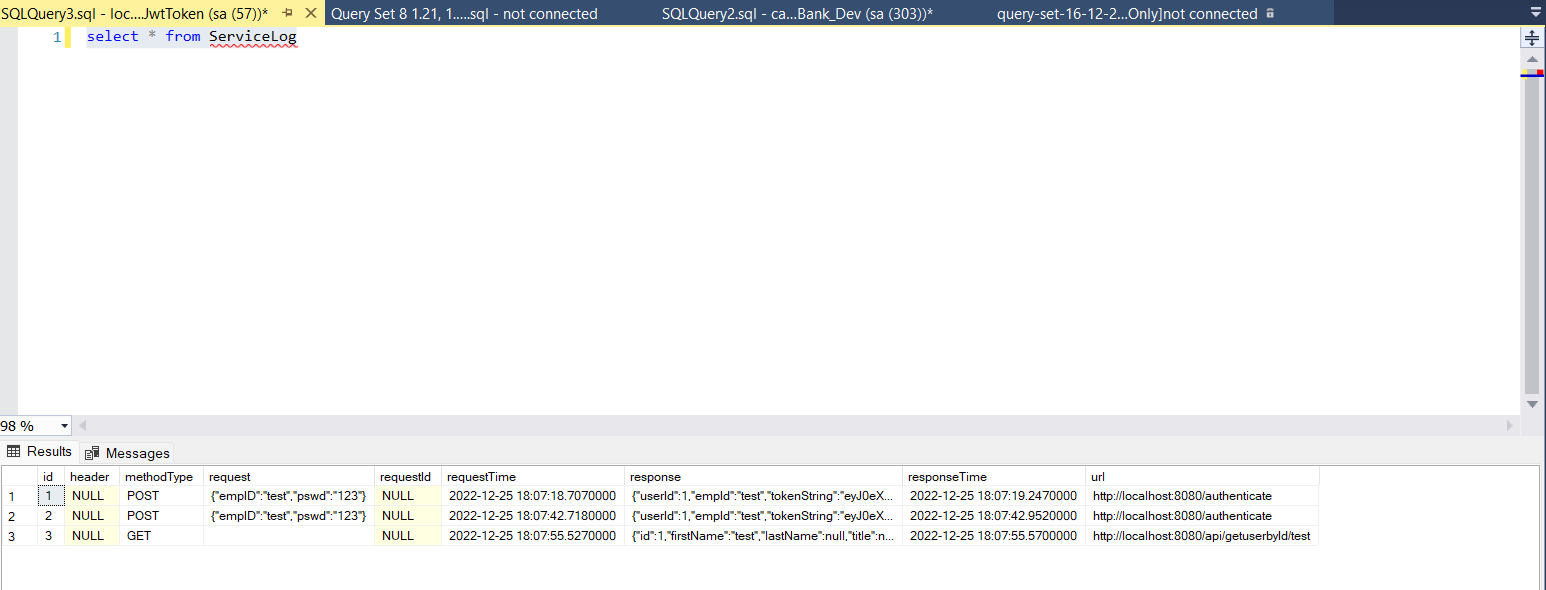 SQLQuery3.sql - loc....JwtToken (sa (57))* Query Set 8 1.21, 1.....sql - not connected SQLQuery2.sql - ca...Bank_Dev (sa (303))* query-set-16-12-2...Only]not connected
1 select * from ServiceLog
98 %
Results Messages
id header methodType request requestId requestTime response responseTime url
1 1 NULL POST {"empID":"test","pswd":"123"} NULL 2022-12-25 18:07:18.7070000 {"userId":1,"empId":"test","tokenString":"eyJ0eX... 2022-12-25 18:07:19.2470000 http://localhost:8080/authenticate
2 2 NULL POST {"empID":"test","pswd":"123"} NULL 2022-12-25 18:07:42.7180000 {"userId":1,"empId":"test","tokenString":"eyJ0eX... 2022-12-25 18:07:42.9520000 http://localhost:8080/authenticate
3 3 NULL GET NULL 2022-12-25 18:07:55.5270000 {"id":1,"firstName":"test","lastName":null,"title":n... 2022-12-25 18:07:55.5700000 http://localhost:8080/api/getuserbyId/test